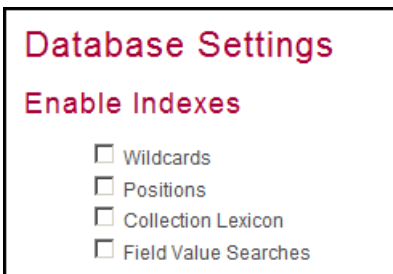 Database Settings
Enable Indexes
Wildcards
Positions
Collection Lexicon
Field Value Searches